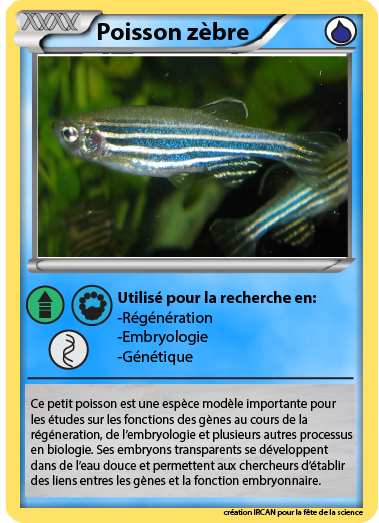 Poisson zèbre
Utilisé pour la recherche en:
-Régénération
-Embryologie
-Génétique
Ce petit poisson est une espèce modèle importante pour
les études sur les fonctions des gènes au cours de la
régéneration, de l'embryologie et plusieurs autres processus
en biologie. Ses embryons transparents se développent
dans de l'eau douce et permettent aux chercheurs d'établir
des liens entre les gènes et la fonction embryonnaire.
création IRCAN pour la fête de la science